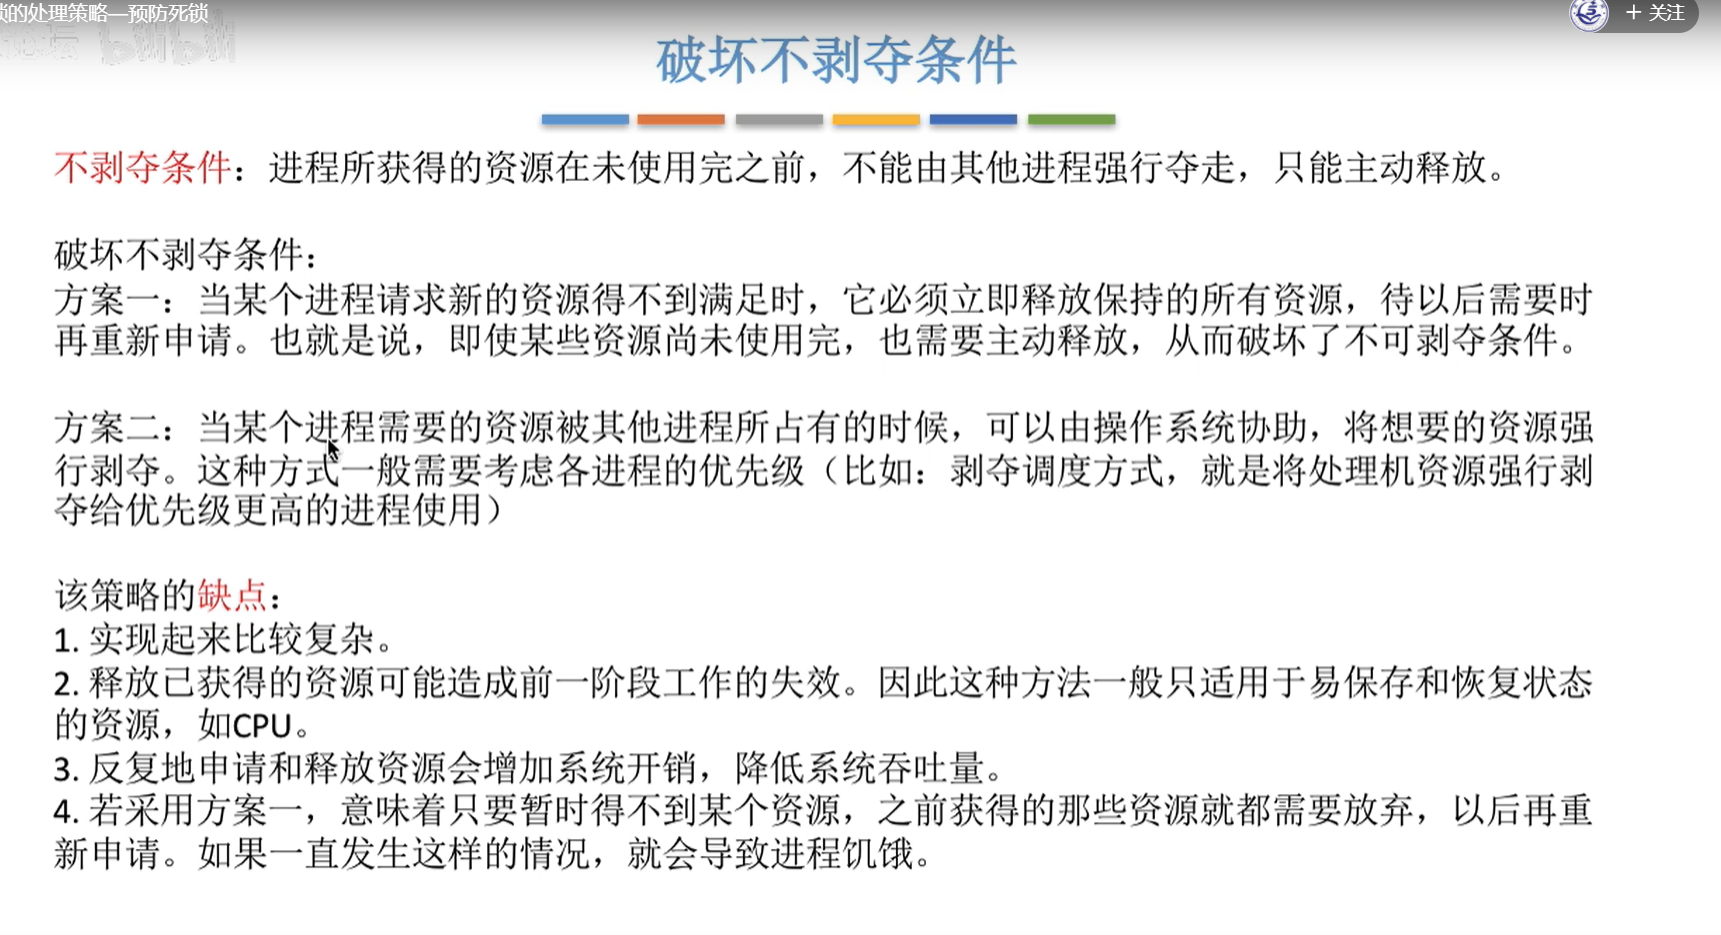 锁的处理策略—预防死锁
+ 关注
论坛 bilibili
破坏不剥夺条件
不剥夺条件：进程所获得的资源在未使用完之前，不能由其他进程强行夺走，只能主动释放。
破坏不剥夺条件：
方案一：当某个进程请求新的资源得不到满足时，它必须立即释放保持的所有资源，待以后需要时
再重新申请。也就是说，即使某些资源尚未使用完，也需要主动释放，从而破坏了不可剥夺条件。
方案二：当某个进程需要的资源被其他进程所占有的时候，可以由操作系统协助，将想要的资源强
行剥夺。这种方式一般需要考虑各进程的优先级（比如：剥夺调度方式，就是将处理机资源强行剥
夺给优先级更高的进程使用）
该策略的缺点：
1. 实现起来比较复杂。
2. 释放已获得的资源可能造成前一阶段工作的失效。因此这种方法一般只适用于易保存和恢复状态
的资源，如CPU。
3. 反复地申请和释放资源会增加系统开销，降低系统吞吐量。
4. 若采用方案一，意味着只要暂时得不到某个资源，之前获得的那些资源就都需要放弃，以后再重
新申请。如果一直发生这样的情况，就会导致进程饥饿。